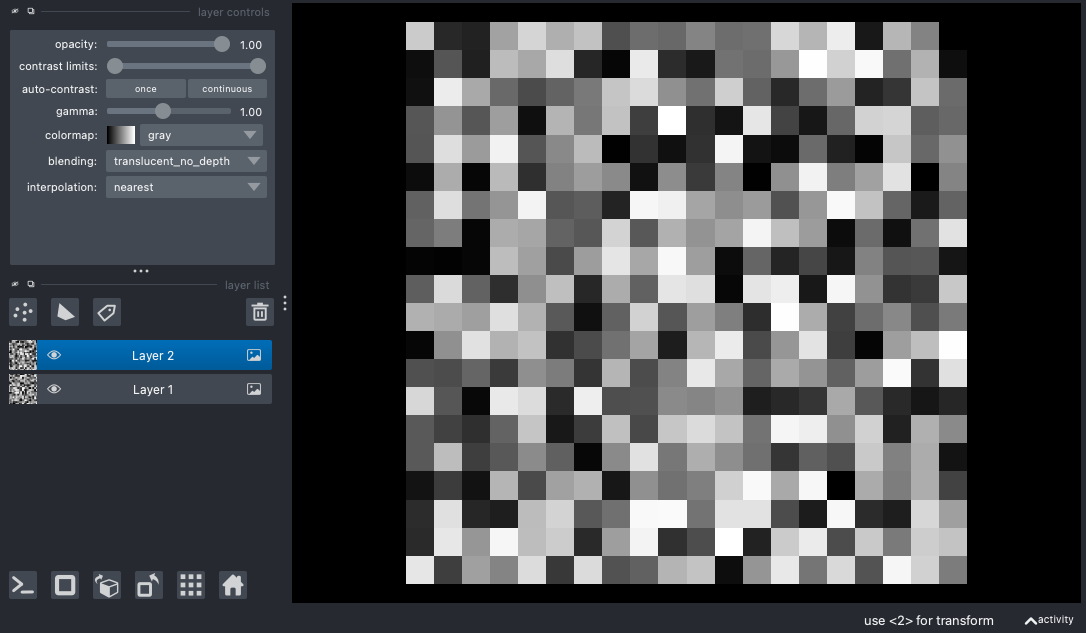 layer controls
opacity: 1.00
contrast limits:
auto-contrast: once continuous
gamma: 1.00
colormap: gray
blending: translucent_no_depth
interpolation: nearest
layer list
Layer 2
Layer 1
use <2> for transform
activity